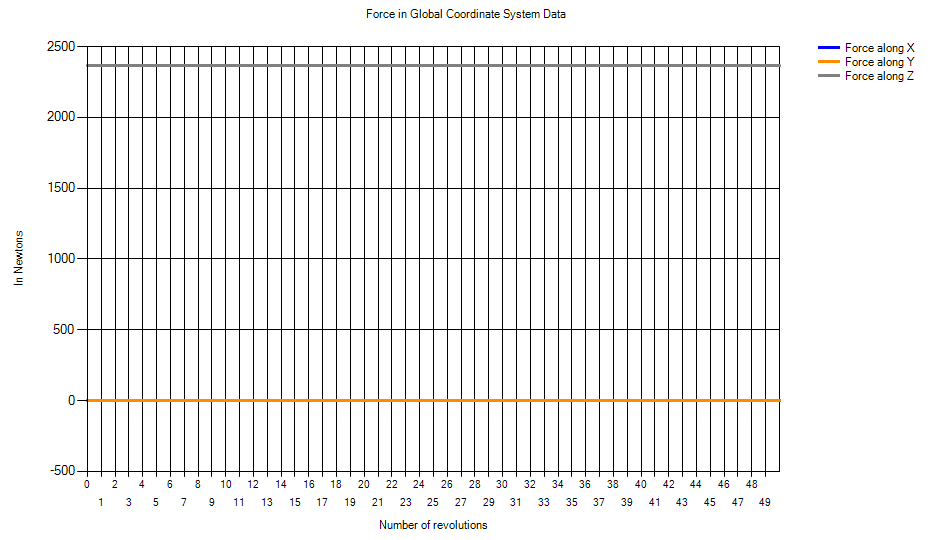 Force in Global Coordinate System Data
2500
2000
1500
1000
500
0
-500
In Newtons
0 2 4 6 8 10 12 14 16 18 20 22 24 26 28 30 32 34 36 38 40 42 44 46 48
1 3 5 7 9 11 13 15 17 19 21 23 25 27 29 31 33 35 37 39 41 43 45 47 49
Number of revolutions
Force along X
Force along Y
Force along Z